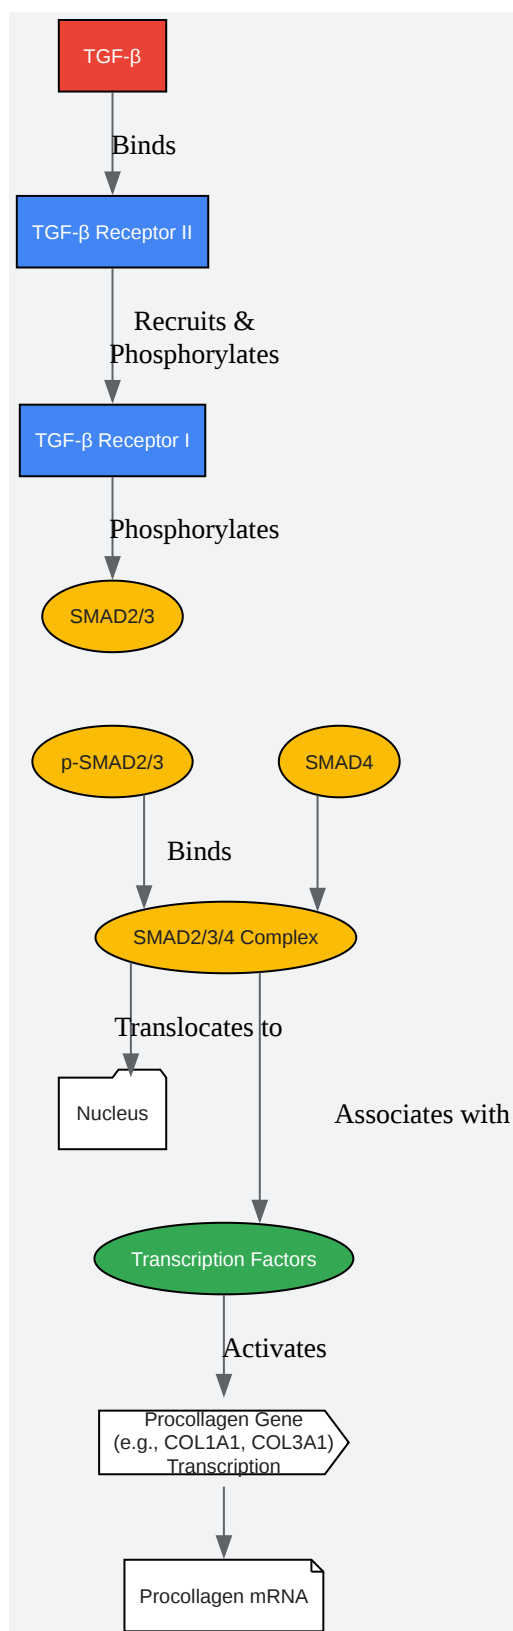 TGF-β
Binds
TGF-β Receptor II
Recruits &
Phosphorylates
TGF-β Receptor I
Phosphorylates
SMAD2/3
p-SMAD2/3
SMAD4
Binds
SMAD2/3/4 Complex
Translocates to
Nucleus
Associates with
Transcription Factors
Activates
Procollagen Gene
(e.g., COL1A1, COL3A1)
Transcription
Procollagen mRNA